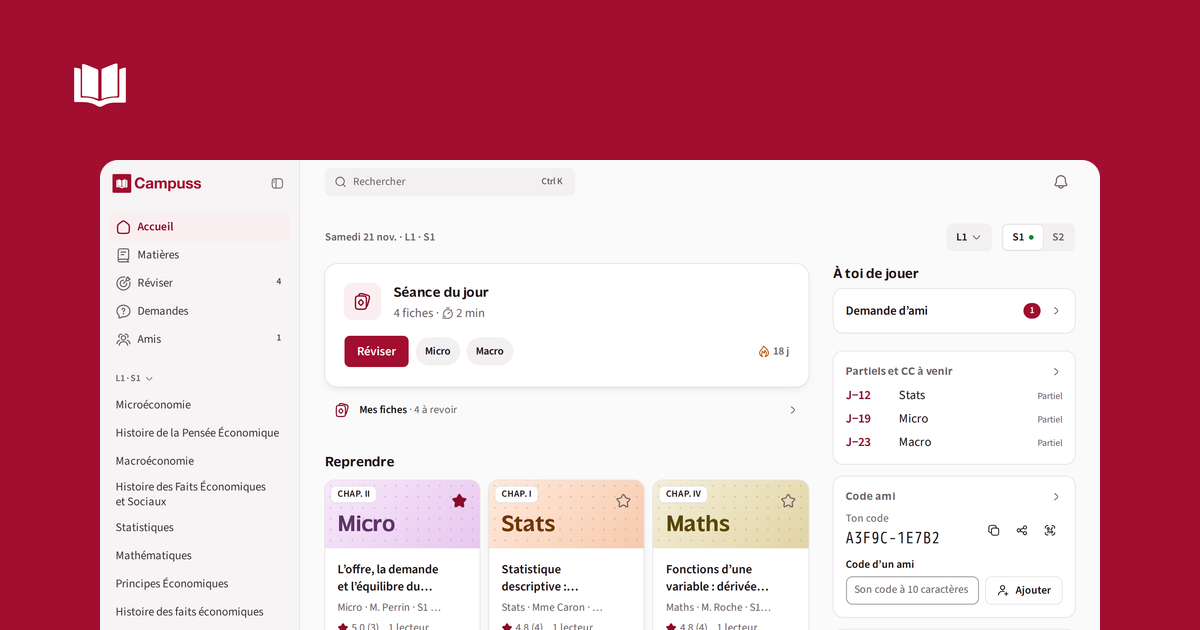 Campuss
Accueil
Matières
Réviser 4
Demandes
Amis 1
L1 · S1
Microéconomie
Histoire de la Pensée Économique
Macroéconomie
Histoire des Faits Économiques
et Sociaux
Statistiques
Mathématiques
Principes Économiques
Histoire des faits économiques
Rechercher Ctrl K
Samedi 21 nov. · L1 · S1
L1 S1 S2
Séance du jour
4 fiches · 2 min
Réviser Micro Macro 18 j
Mes fiches · 4 à revoir
Reprendre
CHAP. II
Micro
L’offre, la demande
et l’équilibre du…
Micro · M. Perrin · S1 …
5,0 (3) 1 lecteur
CHAP. I
Stats
Statistique
descriptive :…
Stats · Mme Caron · …
4,8 (4) 1 lecteur
CHAP. IV
Maths
Fonctions d’une
variable : dérivée…
Maths · M. Roche · S1…
4,8 (4) 1 lecteur
À toi de jouer
Demande d’ami 1
Partiels et CC à venir
J−12 Stats Partiel
J−19 Micro Partiel
J−23 Macro Partiel
Code ami
Ton code
A3F9C-1E7B2
Code d’un ami
Son code à 10 caractères Ajouter